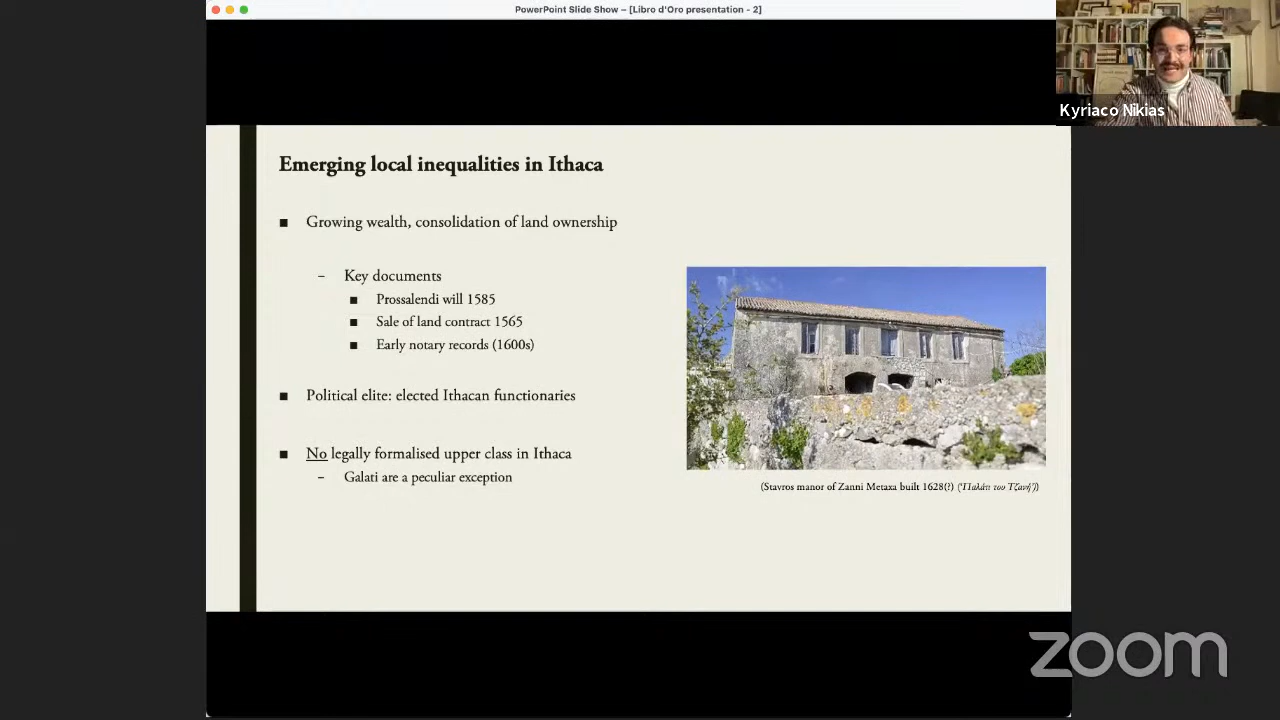 PowerPoint Slide Show – [Libro d'Oro presentation - 2]
Kyriaco Nikias
Emerging local inequalities in Ithaca
■ Growing wealth, consolidation of land ownership
– Key documents
■ Prossalendi will 1585
■ Sale of land contract 1565
■ Early notary records (1600s)
■ Political elite: elected Ithacan functionaries
■ No legally formalised upper class in Ithaca
– Galati are a peculiar exception
(Stavros manor of Zanni Metaxa built 1628(?) ('Παλάτι του Τζανή'))
zoom